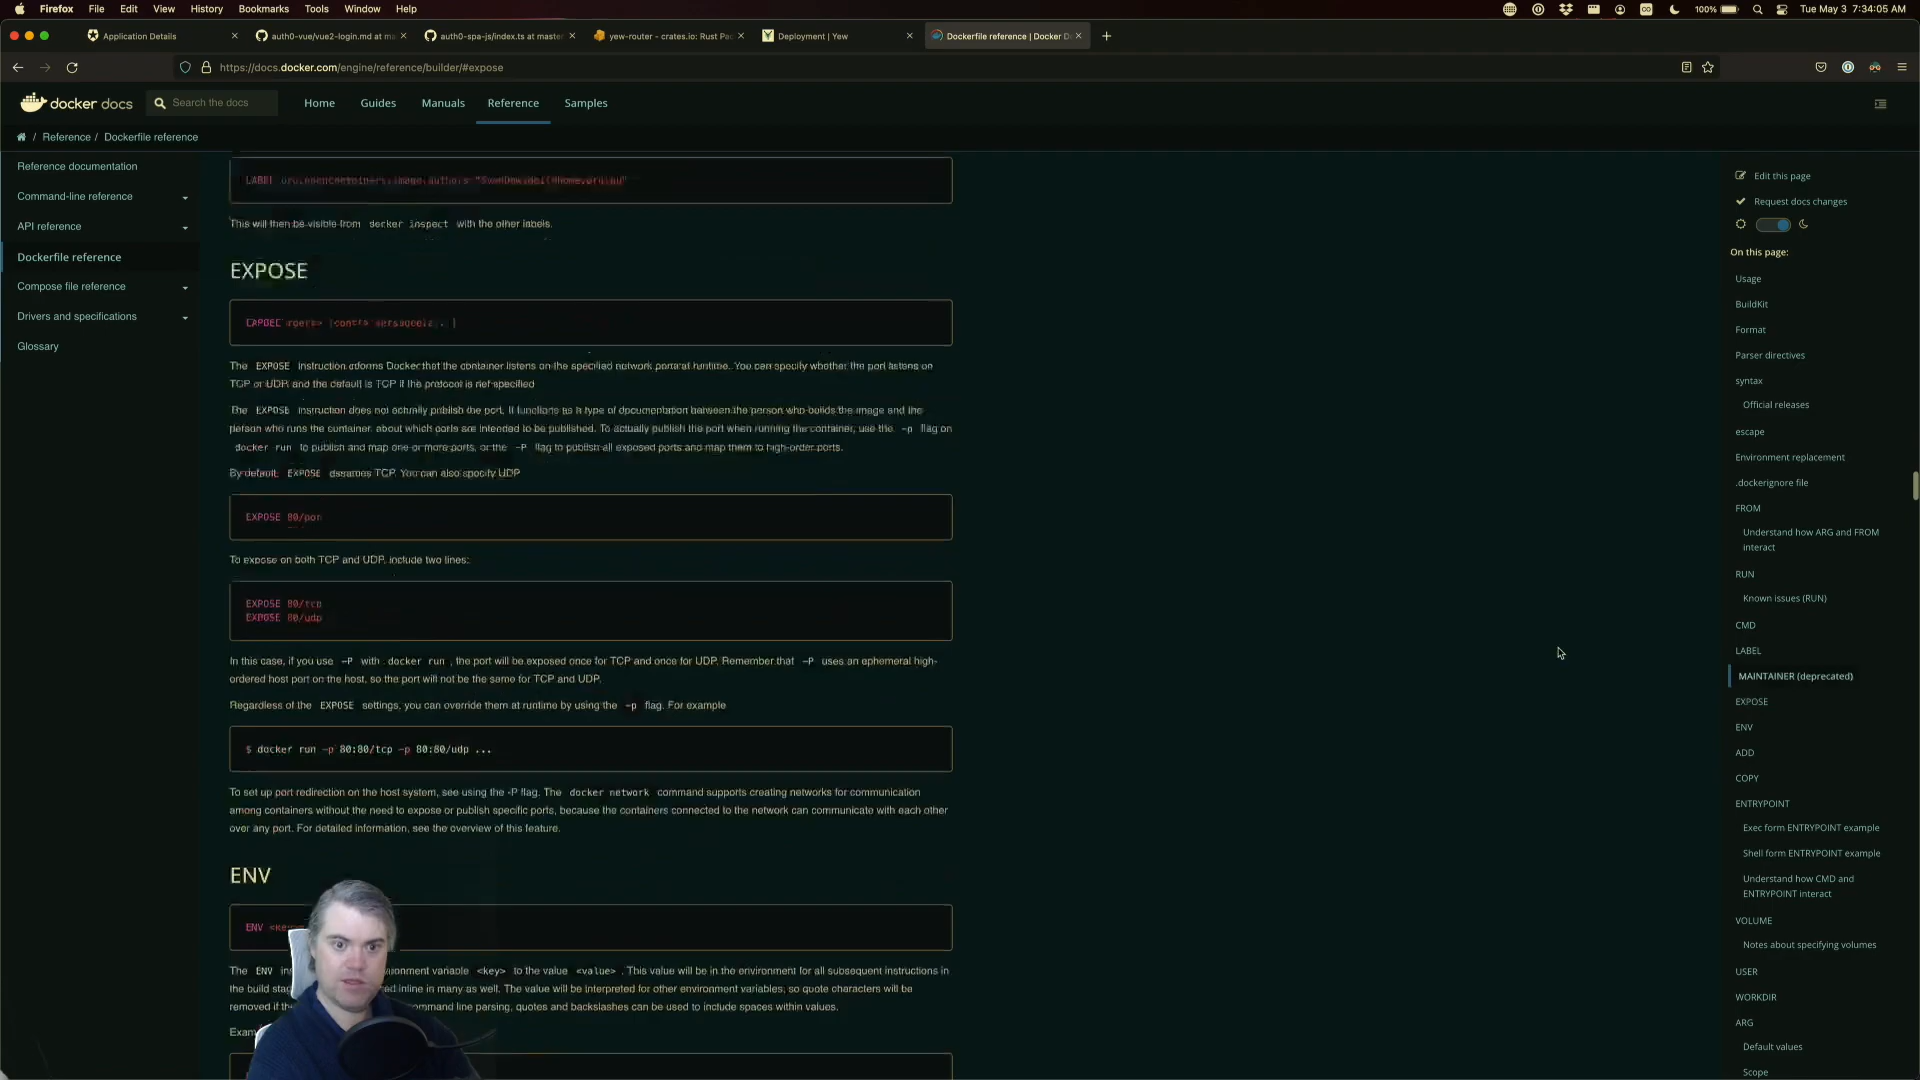 Firefox File Edit View History Bookmarks Tools Window Help
100% Tue May 3 7:34:05 AM
Application Details
auth0-vue/vue2-login.md at ma
auth0-spa-js/index.ts at master
yew-router - crates.io: Rust Pac
Deployment | Yew
Dockerfile reference | Docker D
https://docs.docker.com/engine/reference/builder/#expose
docker docs
Search the docs
Home Guides Manuals Reference Samples
/ Reference / Dockerfile reference
Reference documentation
Command-line reference
API reference
Dockerfile reference
Compose file reference
Drivers and specifications
Glossary
LABEL
This will then be visible from docker inspect with the other labels.
EXPOSE
The EXPOSE instruction informs Docker that the container listens on the specified network ports at runtime. You can specify whether the port listens on
TCP or UDP, and the default is TCP if the protocol is not specified
The EXPOSE instruction does not actually publish the port. It functions as a type of documentation between the person who builds the image and the
person who runs the container, about which ports are intended to be published. To actually publish the port when running the container, use the -p flag on
docker run to publish and map one or more ports, or the -P flag to publish all exposed ports and map them to high-order ports.
By default, EXPOSE assumes TCP. You can also specify UDP
EXPOSE
To expose on both TCP and UDP, include two lines:
EXPOSE 80/tcp
EXPOSE 80/udp
In this case, if you use -P with docker run , the port will be exposed once for TCP and once for UDP. Remember that -P uses an ephemeral high-
ordered host port on the host, so the port will not be the same for TCP and UDP.
Regardless of the EXPOSE settings, you can override them at runtime by using the -p flag. For example
$ docker run -p 80:80/tcp -p 80:80/udp ...
To set up port redirection on the host system, see using the -P flag. The docker network command supports creating networks for communication
among containers without the need to expose or publish specific ports, because the containers connected to the network can communicate with each other
over any port. For detailed information, see the overview of this feature.
ENV
ENV
The ENV ironment variable <key> to the value <value> . This value will be in the environment for all subsequent instructions in
the build stag ed inline in many as well. The value will be interpreted for other environment variables, so quote characters will be
removed if the ommand line parsing, quotes and backslashes can be used to include spaces within values.
Exam
Edit this page
Request docs changes
On this page:
Usage
BuildKit
Format
Parser directives
syntax
Official releases
escape
Environment replacement
.dockerignore file
FROM
Understand how ARG and FROM
interact
RUN
Known issues (RUN)
CMD
LABEL
MAINTAINER (deprecated)
EXPOSE
ENV
ADD
COPY
ENTRYPOINT
Exec form ENTRYPOINT example
Shell form ENTRYPOINT example
Understand how CMD and
ENTRYPOINT interact
VOLUME
Notes about specifying volumes
USER
WORKDIR
ARG
Default values
Scope